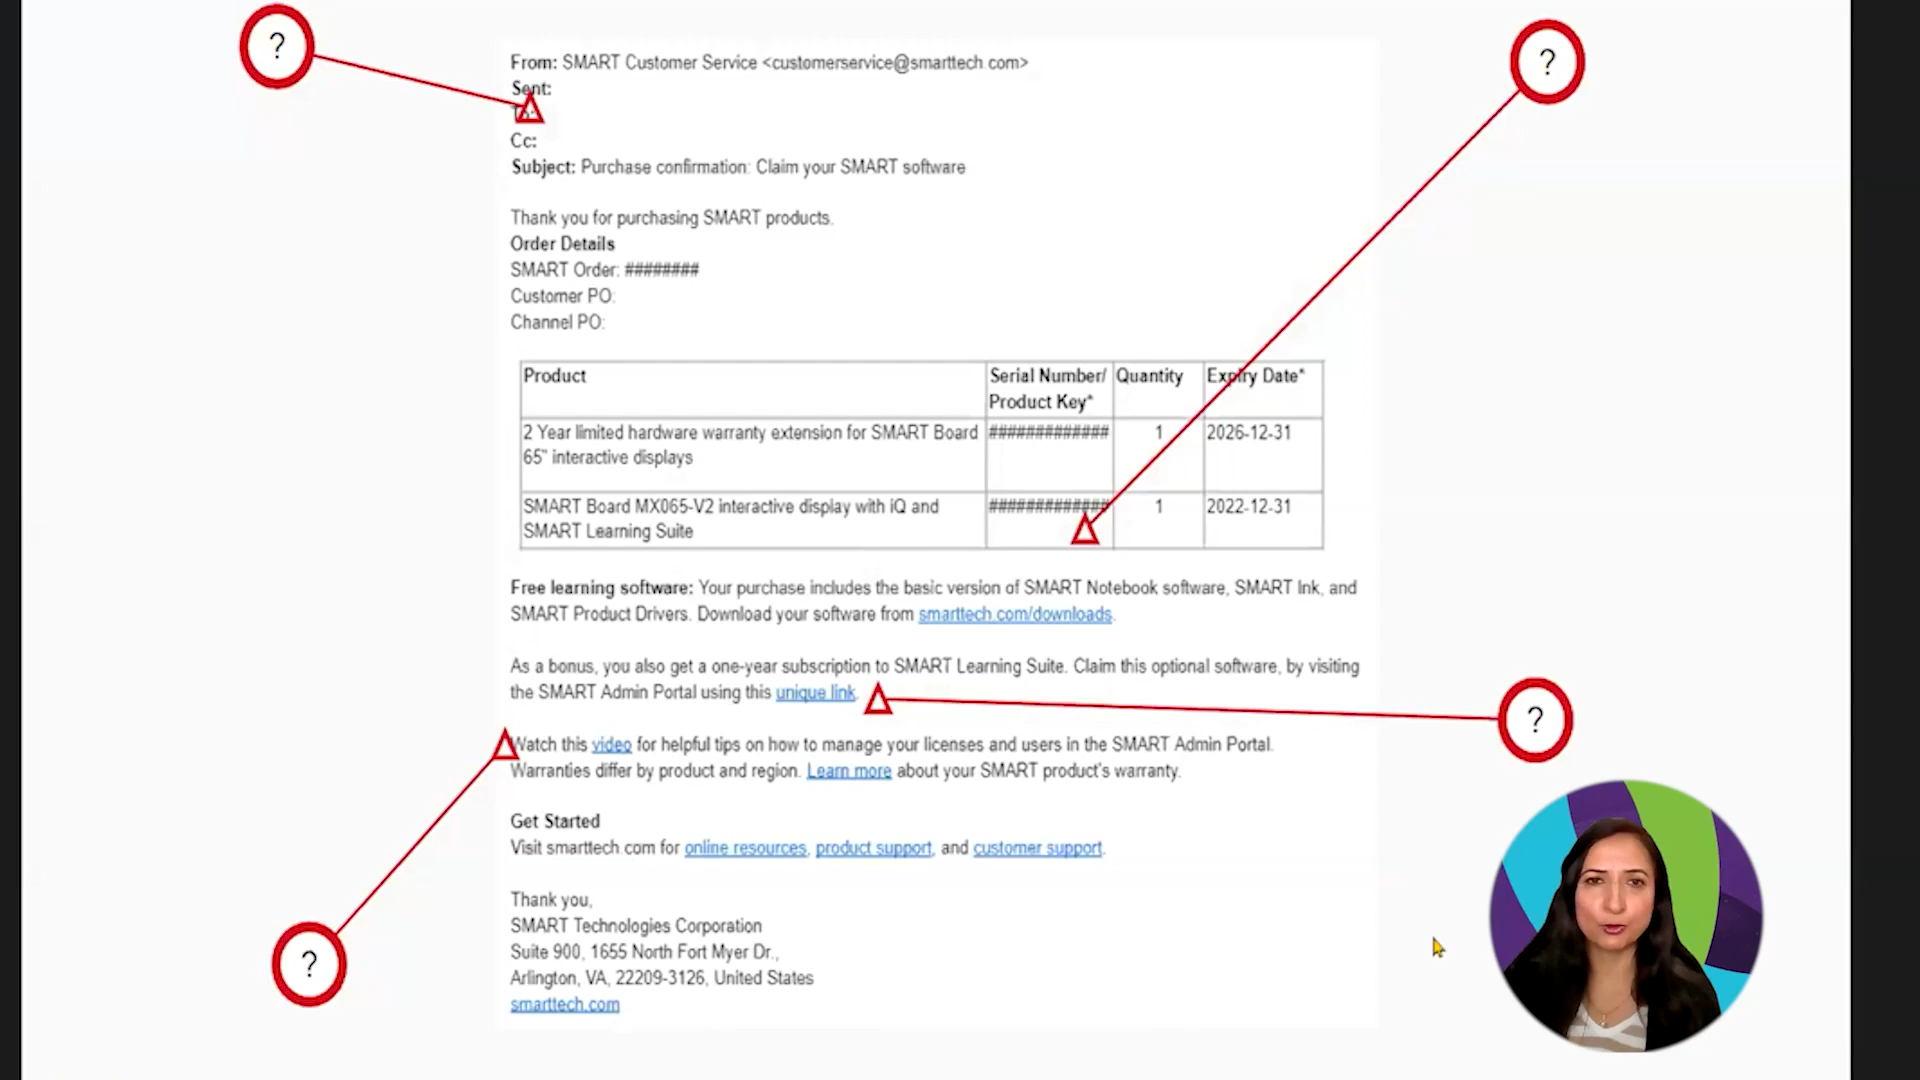 ?
?
From: SMART Customer Service <customerservice@smarttech.com>
Sent:
To:
Cc:
Subject: Purchase confirmation: Claim your SMART software
Thank you for purchasing SMART products.
Order Details
SMART Order: ########
Customer PO:
Channel PO:
Product Serial Number/ Product Key* Quantity Expiry Date*
2 Year limited hardware warranty extension for SMART Board ############# 1 2026-12-31
65" interactive displays
SMART Board MX065-V2 interactive display with iQ and ############# 1 2022-12-31
SMART Learning Suite
Free learning software: Your purchase includes the basic version of SMART Notebook software, SMART Ink, and
SMART Product Drivers. Download your software from smarttech.com/downloads.
As a bonus, you also get a one-year subscription to SMART Learning Suite. Claim this optional software, by visiting
the SMART Admin Portal using this unique link.
?
Watch this video for helpful tips on how to manage your licenses and users in the SMART Admin Portal.
Warranties differ by product and region. Learn more about your SMART product's warranty.
Get Started
Visit smarttech.com for online resources, product support, and customer support.
Thank you,
SMART Technologies Corporation
Suite 900, 1655 North Fort Myer Dr.,
?
Arlington, VA, 22209-3126, United States
smarttech.com